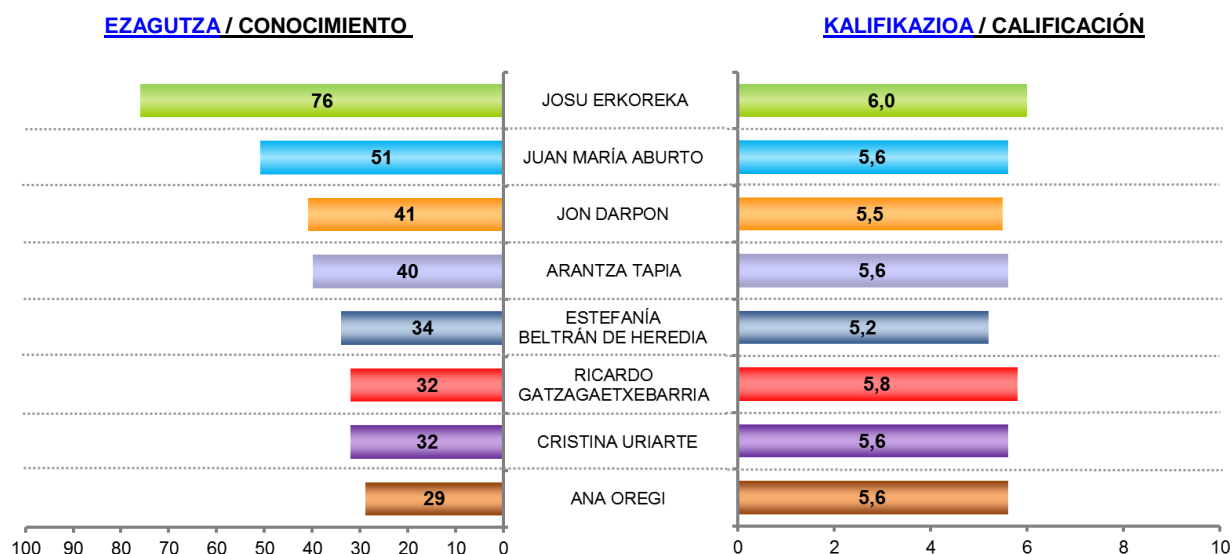 EZAGUTZA / CONOCIMIENTO
KALIFIKAZIOA / CALIFICACIÓN
76
JOSU ERKOREKA
6,0
51
JUAN MARÍA ABURTO
5,6
41
JON DARPON
5,5
40
ARANTZA TAPIA
5,6
34
ESTEFANÍA
BELTRÁN DE HEREDIA
5,2
32
RICARDO
GATZAGAETXEBARRIA
5,8
32
CRISTINA URIARTE
5,6
29
ANA OREGI
5,6
100 90 80 70 60 50 40 30 20 10 0
0 2 4 6 8 10